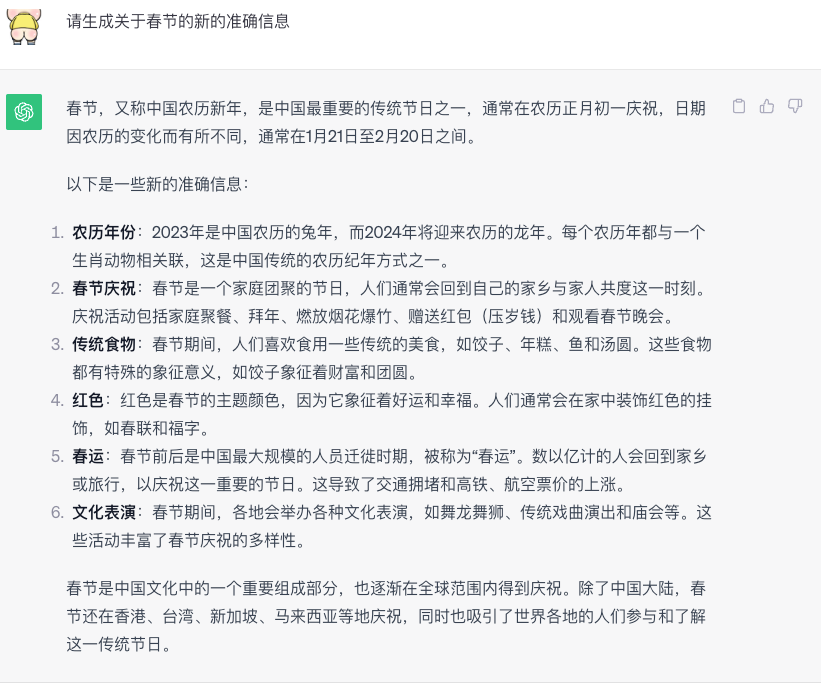 请生成关于春节的新的准确信息
春节，又称中国农历新年，是中国最重要的传统节日之一，通常在农历正月初一庆祝，日期
因农历的变化而有所不同，通常在1月21日至2月20日之间。
以下是一些新的准确信息：
1. 农历年份：2023年是中国农历的兔年，而2024年将迎来农历的龙年。每个农历年都与一个
生肖动物相关联，这是中国传统的农历纪年方式之一。
2. 春节庆祝：春节是一个家庭团聚的节日，人们通常会回到自己的家乡与家人共度这一时刻。
庆祝活动包括家庭聚餐、拜年、燃放烟花爆竹、赠送红包（压岁钱）和观看春节晚会。
3. 传统食物：春节期间，人们喜欢食用一些传统的美食，如饺子、年糕、鱼和汤圆。这些食物
都有特殊的象征意义，如饺子象征着财富和团圆。
4. 红色：红色是春节的主题颜色，因为它象征着好运和幸福。人们通常会在家中装饰红色的挂
饰，如春联和福字。
5. 春运：春节前后是中国最大规模的人员迁徙时期，被称为“春运”。数以亿计的人会回到家乡
或旅行，以庆祝这一重要的节日。这导致了交通拥堵和高铁、航空票价的上涨。
6. 文化表演：春节期间，各地会举办各种文化表演，如舞龙舞狮、传统戏曲演出和庙会等。这
些活动丰富了春节庆祝的多样性。
春节是中国文化中的一个重要组成部分，也逐渐在全球范围内得到庆祝。除了中国大陆，春
节还在香港、台湾、新加坡、马来西亚等地庆祝，同时也吸引了世界各地的人们参与和了解
这一传统节日。